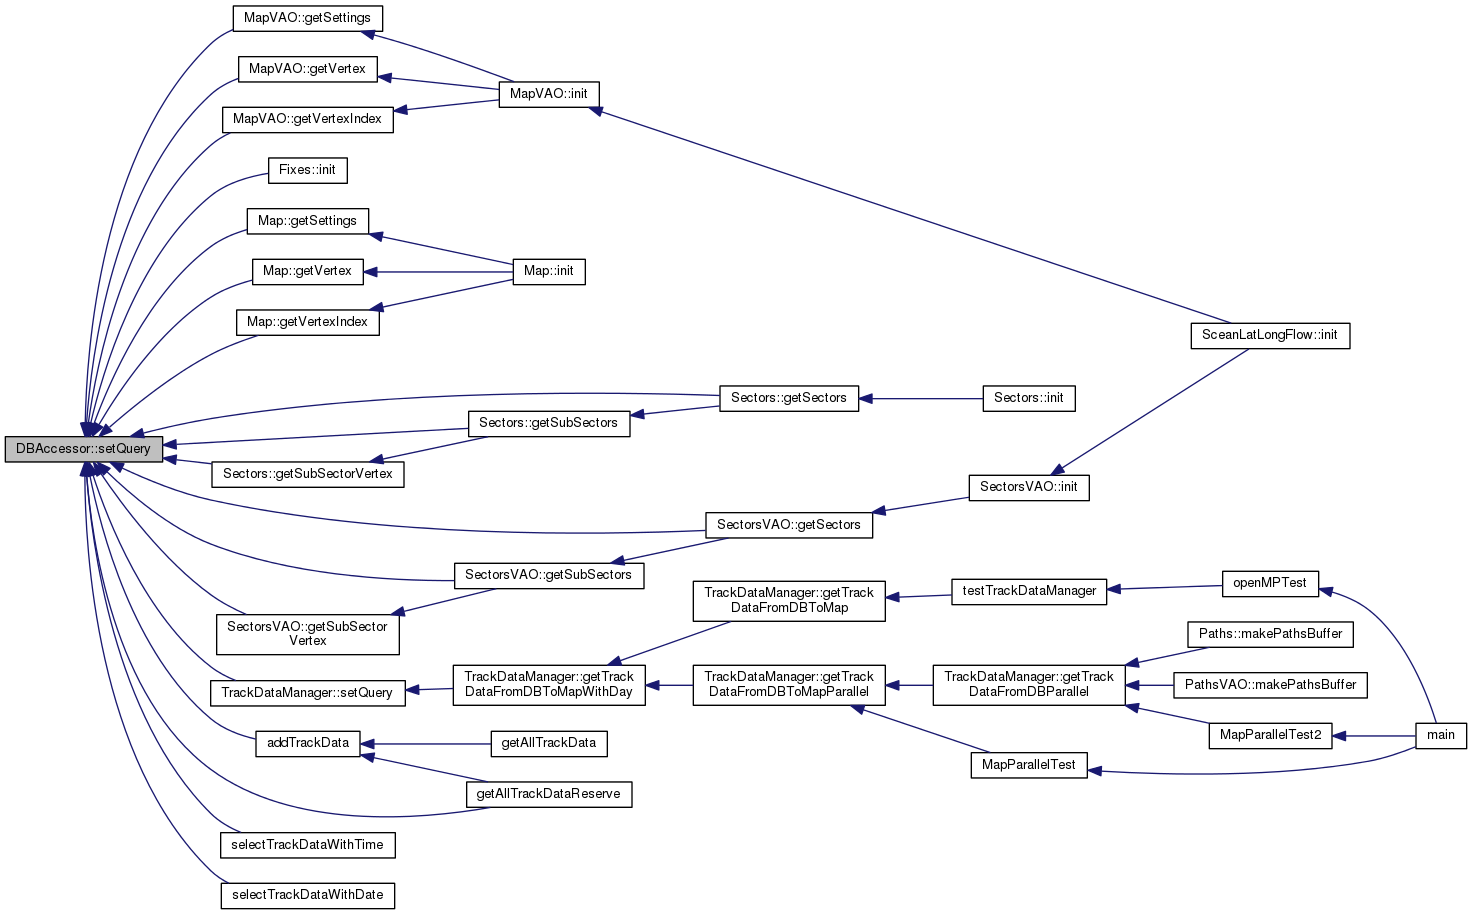 MapVAO::getSettings
MapVAO::getVertex
MapVAO::init
MapVAO::getVertexIndex
Fixes::init
Map::getSettings
Map::getVertex
Map::init
Map::getVertexIndex
SceanLatLongFlow::init
Sectors::getSectors
Sectors::init
Sectors::getSubSectors
DBAccessor::setQuery
Sectors::getSubSectorVertex
SectorsVAO::init
SectorsVAO::getSectors
SectorsVAO::getSubSectors
openMPTest
TrackDataManager::getTrack
DataFromDBToMap
testTrackDataManager
SectorsVAO::getSubSector
Vertex
Paths::makePathsBuffer
TrackDataManager::setQuery
TrackDataManager::getTrack
DataFromDBToMapWithDay
TrackDataManager::getTrack
DataFromDBToMapParallel
TrackDataManager::getTrack
DataFromDBParallel
PathsVAO::makePathsBuffer
MapParallelTest2
main
addTrackData
getAllTrackData
MapParallelTest
getAllTrackDataReserve
selectTrackDataWithTime
selectTrackDataWithDate